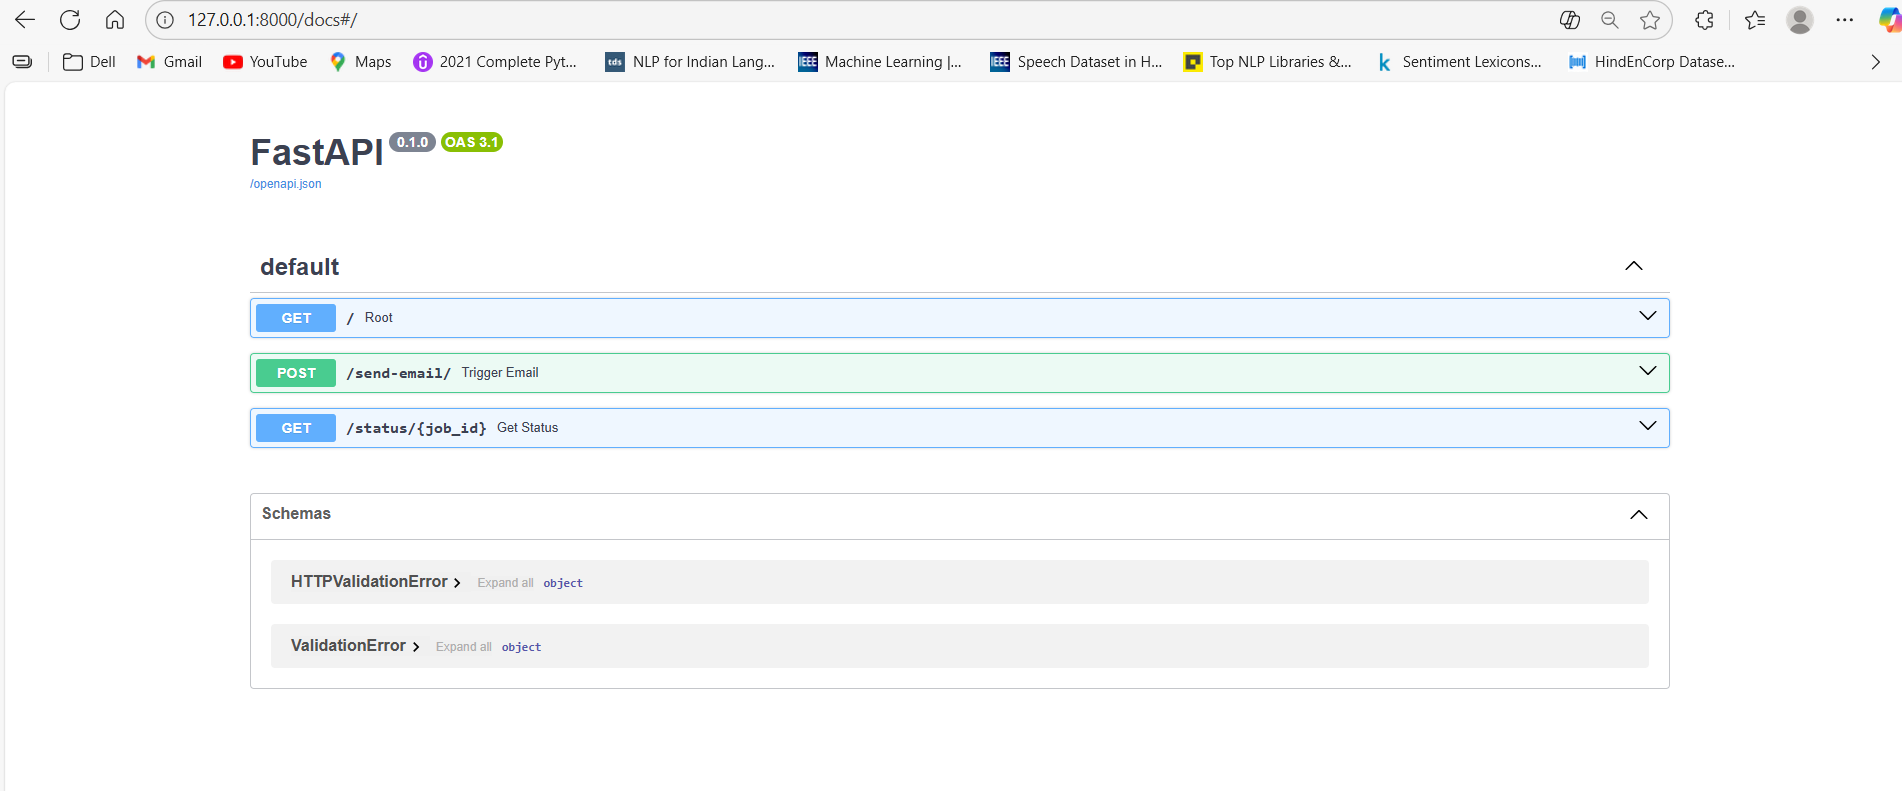 127.0.0.1:8000/docs#/
Dell Gmail YouTube Maps 2021 Complete Pyt... tds NLP for Indian Lang... IEEE Machine Learning |... IEEE Speech Dataset in H... Top NLP Libraries &... k Sentiment Lexicons... HindEnCorp Datase...
FastAPI 0.1.0 OAS 3.1
/openapi.json
default
GET / Root
POST /send-email/ Trigger Email
GET /status/{job_id} Get Status
Schemas
HTTPValidationError Expand all object
ValidationError Expand all object